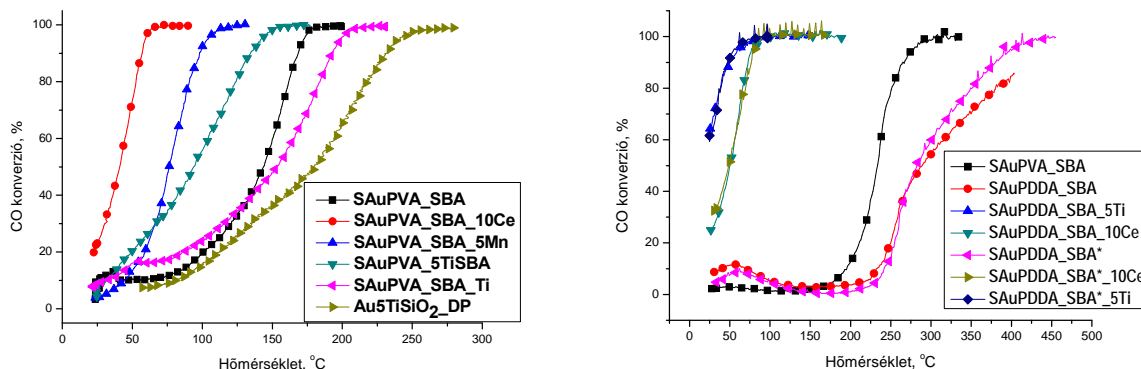 100
80
60
40
20
0
CO konverzió, %
0 50 100 150 200 250 300
Hõmérséklet, °C
SAuPVA_SBA
SAuPVA_SBA_10Ce
SAuPVA_SBA_5Mn
SAuPVA_5TiSBA
SAuPVA_SBA_Ti
Au5TiSiO2_DP
100
80
60
40
20
0
CO konverzió, %
0 50 100 150 200 250 300 350 400 450 500
Hõmérséklet, °C
SAuPVA_SBA
SAuPDDA_SBA
SAuPDDA_SBA_5Ti
SAuPDDA_SBA_10Ce
SAuPDDA_SBA*
SAuPDDA_SBA*_10Ce
SAuPDDA_SBA*_5Ti